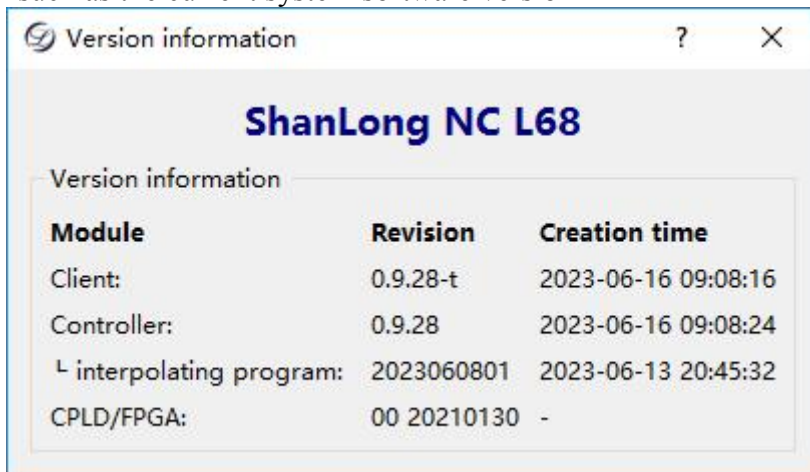 Version information ? ×
ShanLong NC L68
Version information
Module Revision Creation time
Client: 0.9.28-t 2023-06-16 09:08:16
Controller: 0.9.28 2023-06-16 09:08:24
└ interpolating program: 2023060801 2023-06-13 20:45:32
CPLD/FPGA: 00 20210130 -